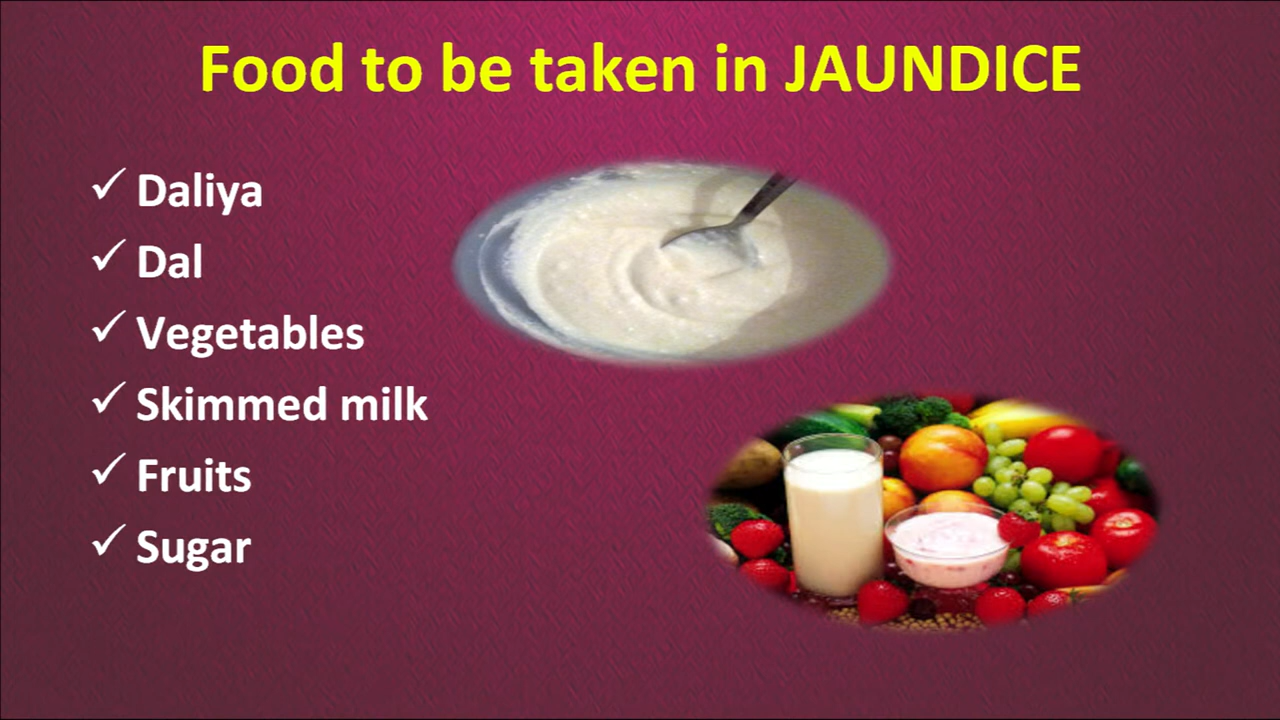 Food to be taken in JAUNDICE
✓ Daliya
✓ Dal
✓ Vegetables
✓ Skimmed milk
✓ Fruits
✓ Sugar